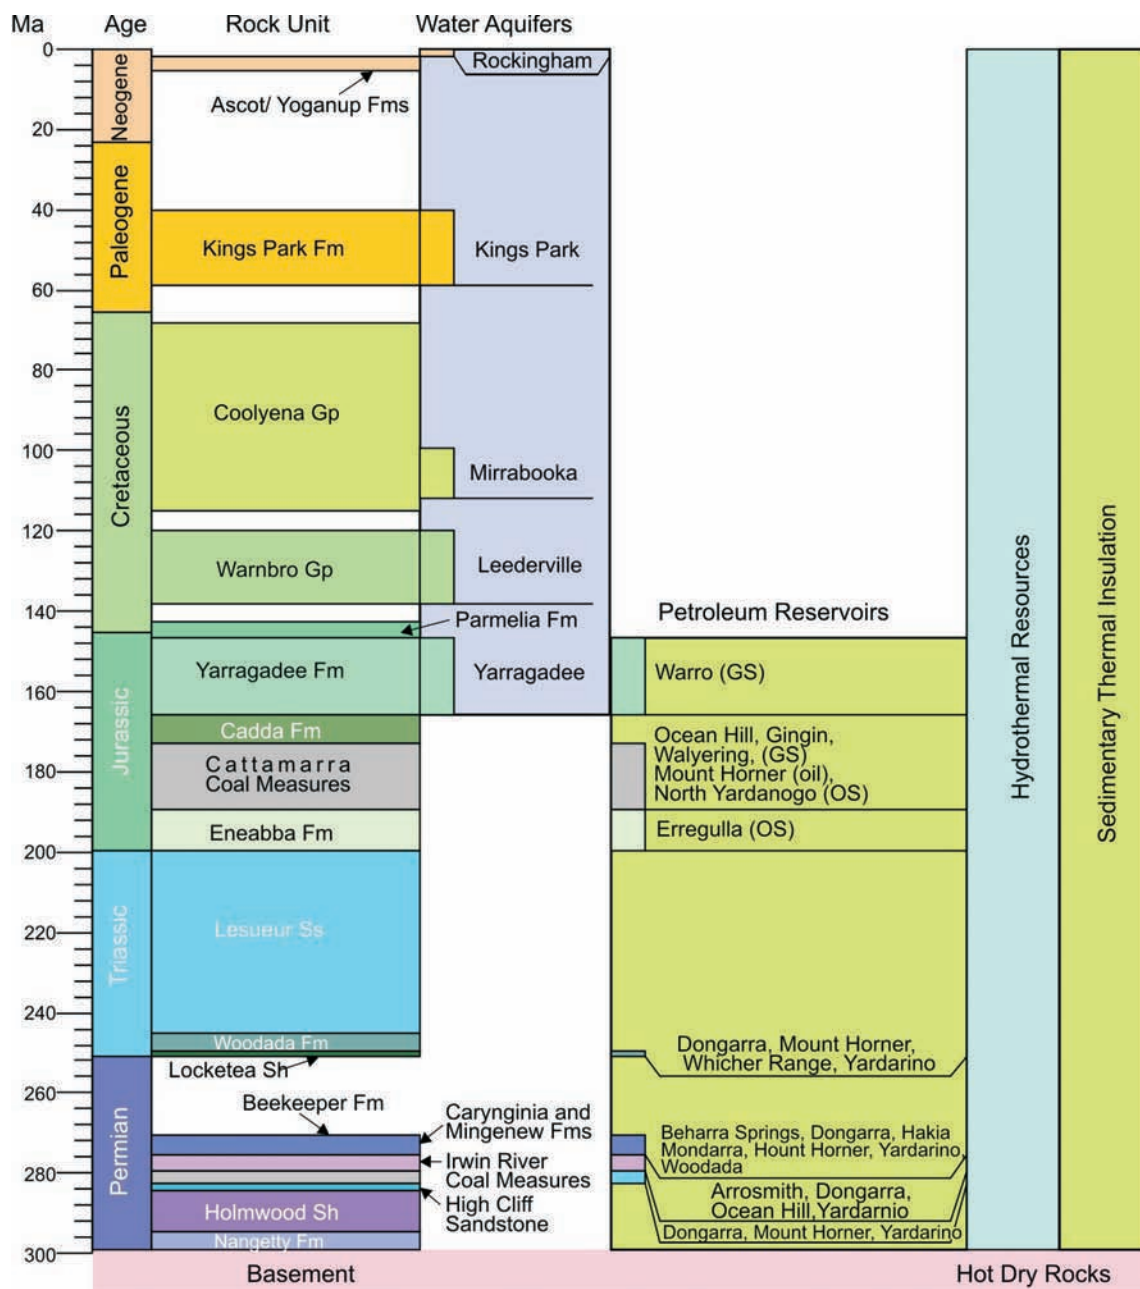 Ma
Age
Rock Unit
Water Aquifers
0
20
40
60
80
100
120
140
160
180
200
220
240
260
280
300
Neogene
Paleogene
Cretaceous
Jurassic
Triassic
Permian
Ascot/ Yoganup Fms
Kings Park Fm
Coolyena Gp
Warnbro Gp
Parmelia Fm
Yarragadee Fm
Cadda Fm
Cattamarra
Coal Measures
Eneabba Fm
Lesueur Ss
Woodada Fm
Locketea Sh
Beekeeper Fm
Carynginia and
Mingenew Fms
Irwin River
Coal Measures
High Cliff
Sandstone
Holmwood Sh
Nangetty Fm
Basement
Rockingham
Kings Park
Mirrabooka
Leederville
Yarragadee
Petroleum Reservoirs
Warro (GS)
Ocean Hill, Gingin,
Walyering, (GS)
Mount Horner (oil),
North Yardanogo (OS)
Erregulla (OS)
Dongarra, Mount Horner,
Whicher Range, Yardarino
Beharra Springs, Dongarra, Hakia
Mondarra, Hount Horner, Yardarino
Woodada
Arrosmith, Dongarra,
Ocean Hill,Yardarnio
Dongarra, Mount Horner, Yardarino
Hydrothermal Resources
Sedimentary Thermal Insulation
Hot Dry Rocks